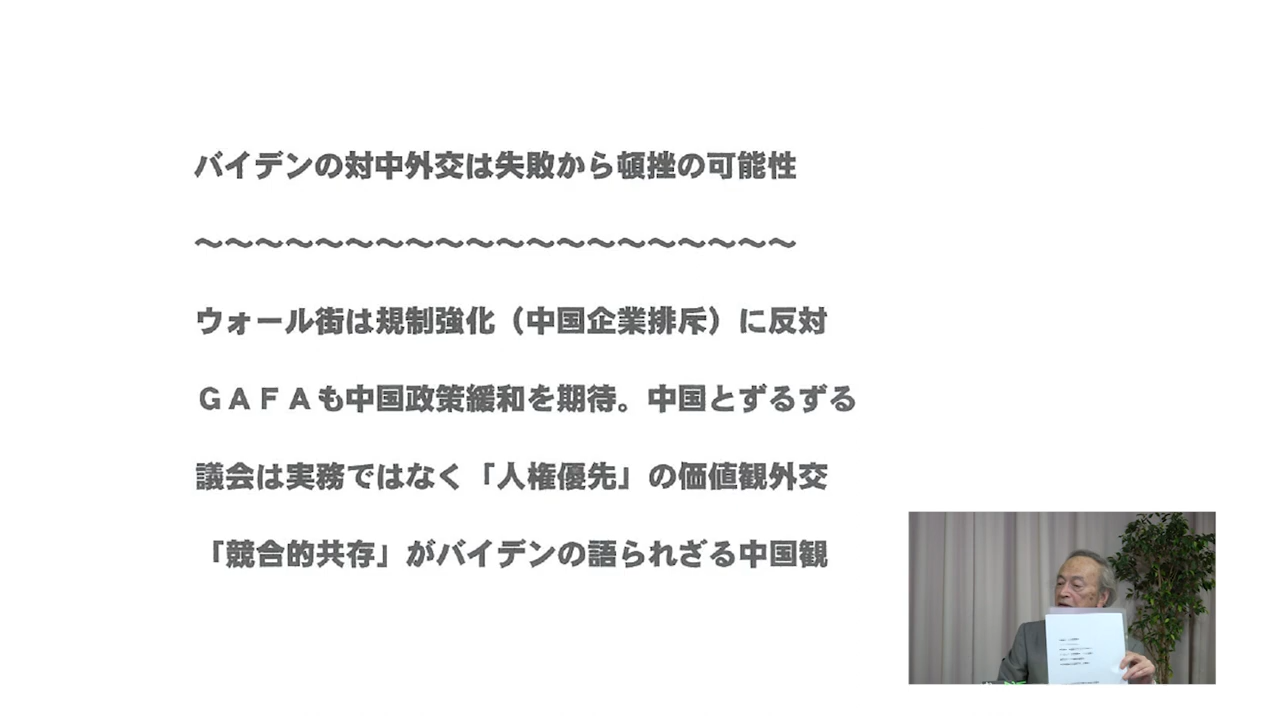 バイデンの対中外交は失敗から頓挫の可能性
～～～～～～～～～～～～～～～～～～～～
ウォール街は規制強化（中国企業排斥）に反対
ＧＡＦＡも中国政策緩和を期待。中国とずるずる
議会は実務ではなく「人権優先」の価値観外交
「競合的共存」がバイデンの語られざる中国観